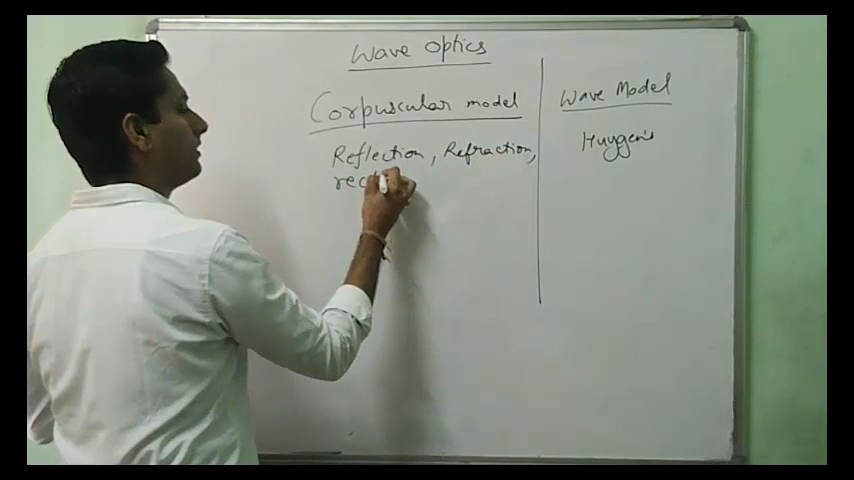 Wave Optics
Corpuscular model
Reflection, Refraction,
Wave Model
Huygen's